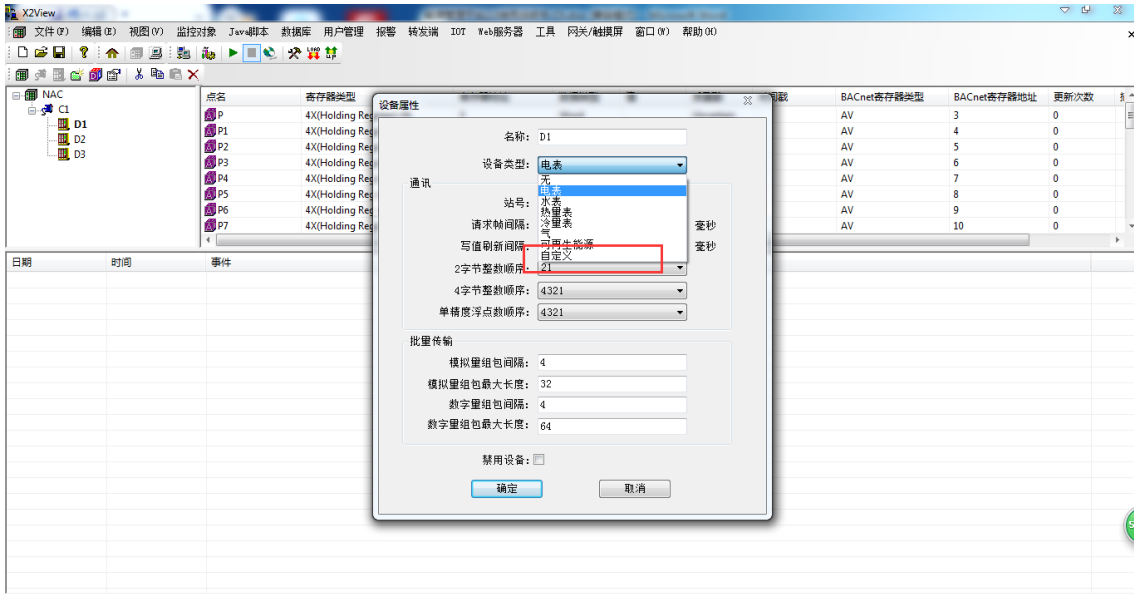 X2View
文件(F) 编辑(E) 视图(V) 监控对象 Java脚本 数据库 用户管理 报警 转发端 IOT Web服务器 工具 网关/触摸屏 窗口(W) 帮助(H)
NAC
C1
D1
D2
D3
点名 寄存器类型 BACnet寄存器类型 BACnet寄存器地址 更新次数
P 4X(Holding Reg AV 3 0
P1 4X(Holding Reg AV 4 0
P2 4X(Holding Reg AV 5 0
P3 4X(Holding Reg AV 6 0
P4 4X(Holding Reg AV 7 0
P5 4X(Holding Reg AV 8 0
P6 4X(Holding Reg AV 9 0
P7 4X(Holding Reg AV 10 0
日期 时间 事件
设备属性
名称: D1
设备类型: 电表
无
电表
水表
热量表
冷量表
气
可再生能源
自定义
通讯
站号:
请求帧间隔: 毫秒
写值刷新间隔: 毫秒
2字节整数顺序: 21
4字节整数顺序: 4321
单精度浮点数顺序: 4321
批量传输
模拟量组包间隔: 4
模拟量组包最大长度: 32
数字量组包间隔: 4
数字量组包最大长度: 64
禁用设备:
确定 取消